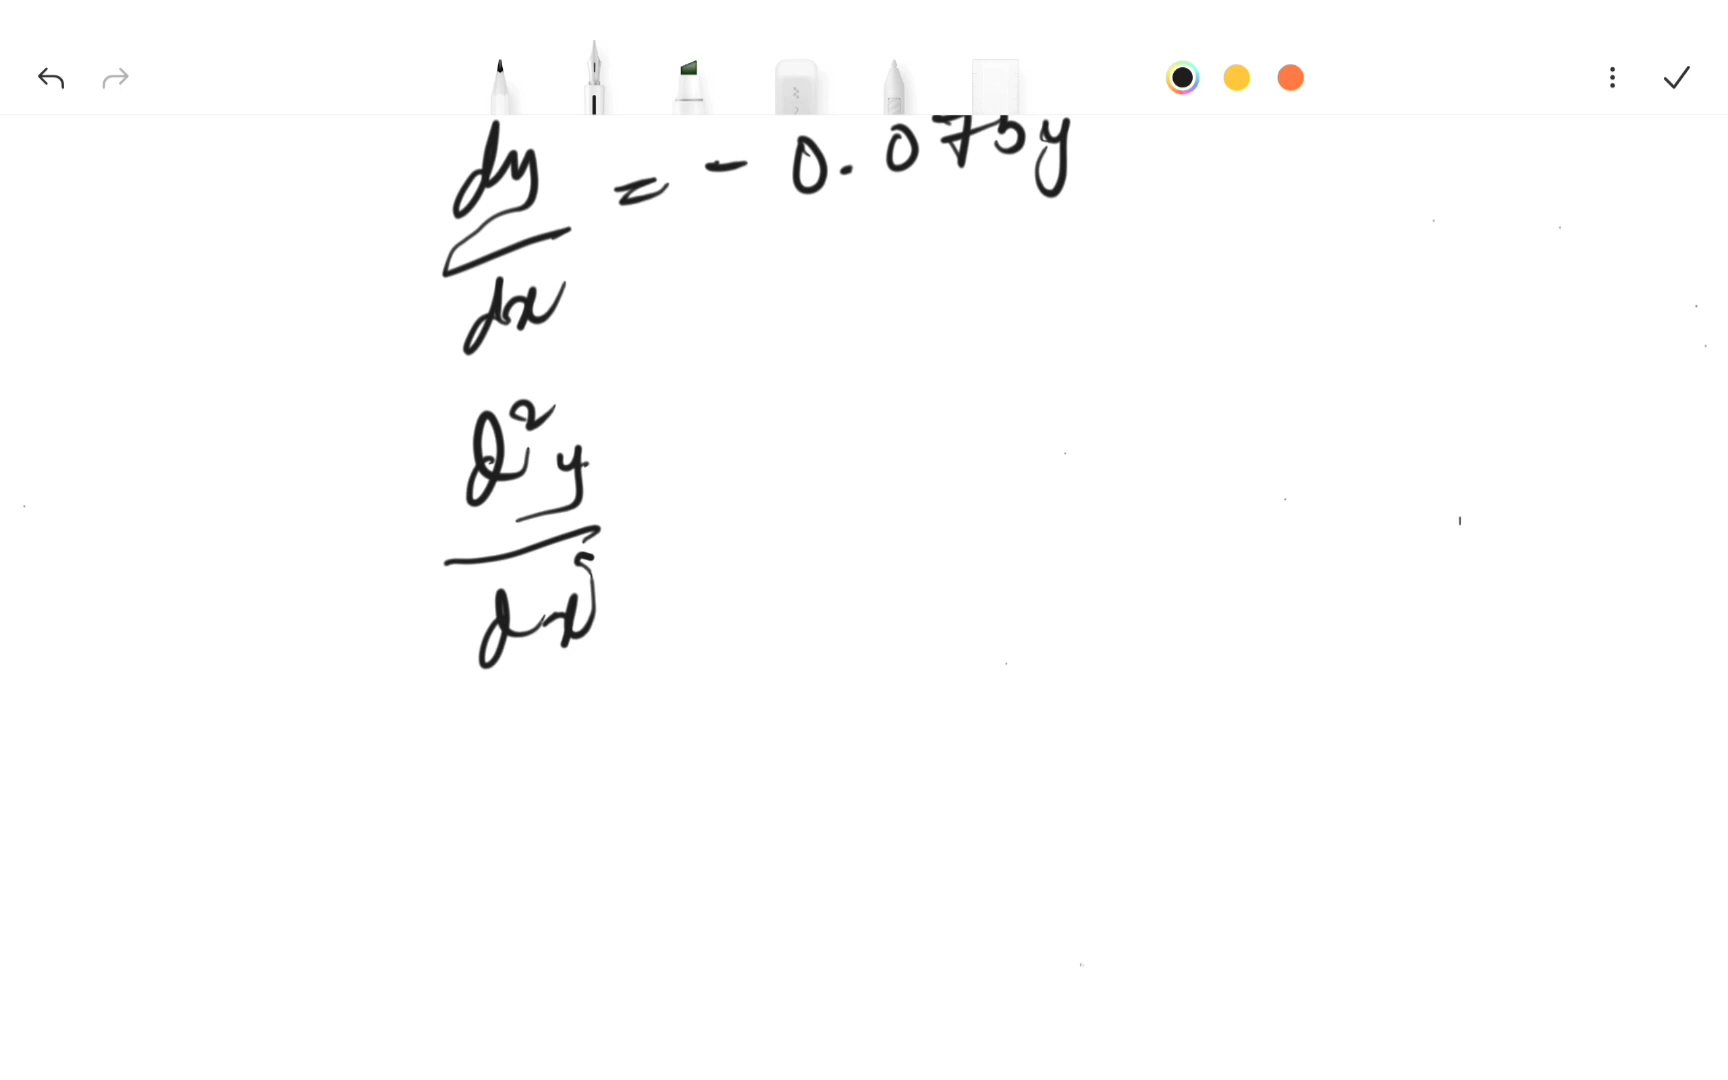 dy/dx = - 0.075y
d²y/dx²